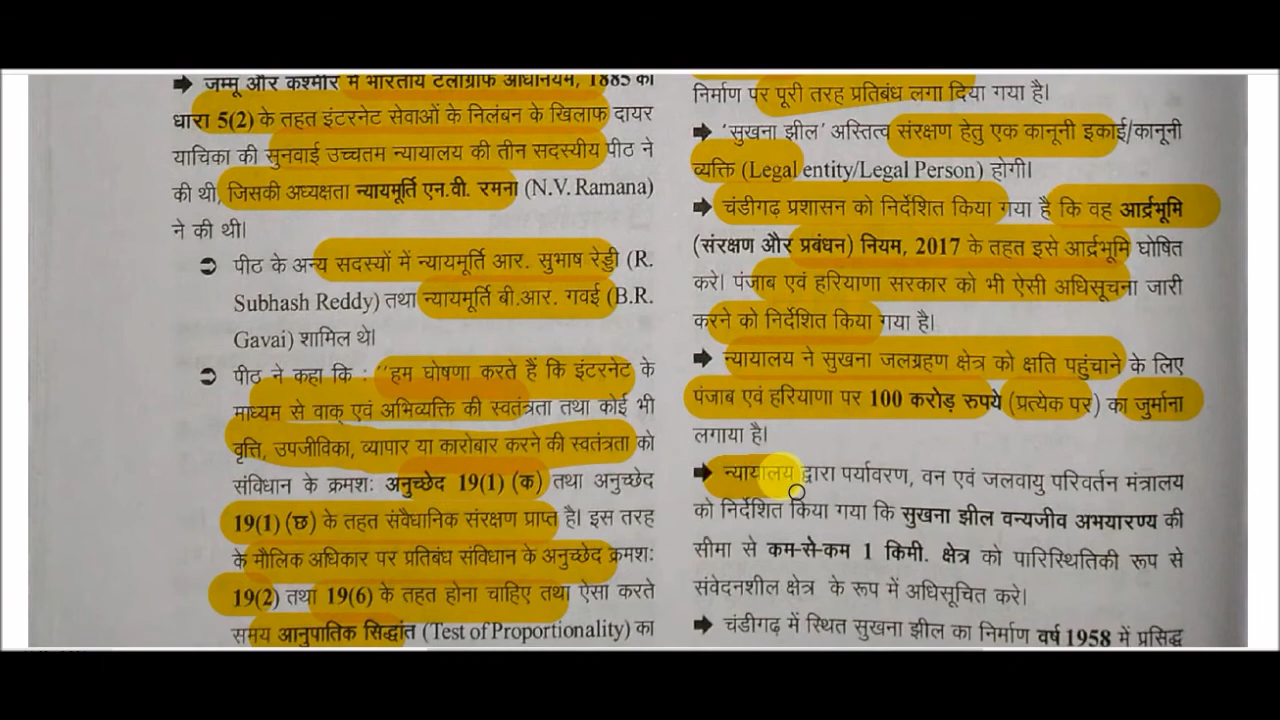 ➡ जम्मू और कश्मीर में भारतीय टेलीग्राफ अधिनियम, 1885 की
धारा 5(2) के तहत इंटरनेट सेवाओं के निलंबन के खिलाफ दायर
याचिका की सुनवाई उच्चतम न्यायालय की तीन सदस्यीय पीठ ने
की थी, जिसकी अध्यक्षता न्यायमूर्ति एन.वी. रमना (N.V. Ramana)
ने की थी।
➲ पीठ के अन्य सदस्यों में न्यायमूर्ति आर. सुभाष रेड्डी (R.
Subhash Reddy) तथा न्यायमूर्ति बी.आर. गवई (B.R.
Gavai) शामिल थे।
➲ पीठ ने कहा कि : ‘‘हम घोषणा करते हैं कि इंटरनेट के
माध्यम से वाक् एवं अभिव्यक्ति की स्वतंत्रता तथा कोई भी
वृत्ति, उपजीविका, व्यापार या कारोबार करने की स्वतंत्रता को
संविधान के क्रमशः अनुच्छेद 19(1) (क) तथा अनुच्छेद
19(1) (छ) के तहत संवैधानिक संरक्षण प्राप्त है। इस तरह
के मौलिक अधिकार पर प्रतिबंध संविधान के अनुच्छेद क्रमशः
19(2) तथा 19(6) के तहत होना चाहिए तथा ऐसा करते
समय आनुपातिक सिद्धांत (Test of Proportionality) का
निर्माण पर पूरी तरह प्रतिबंध लगा दिया गया है।
➡ ‘सुखना झील’ अस्तित्व संरक्षण हेतु एक कानूनी इकाई/कानूनी
व्यक्ति (Legal entity/Legal Person) होगी।
➡ चंडीगढ़ प्रशासन को निर्देशित किया गया है कि वह आर्द्रभूमि
(संरक्षण और प्रबंधन) नियम, 2017 के तहत इसे आर्द्रभूमि घोषित
करे। पंजाब एवं हरियाणा सरकार को भी ऐसी अधिसूचना जारी
करने को निर्देशित किया गया है।
➡ न्यायालय ने सुखना जलग्रहण क्षेत्र को क्षति पहुंचाने के लिए
पंजाब एवं हरियाणा पर 100 करोड़ रुपये (प्रत्येक पर) का जुर्माना
लगाया है।
➡ न्यायालय द्वारा पर्यावरण, वन एवं जलवायु परिवर्तन मंत्रालय
को निर्देशित किया गया कि सुखना झील वन्यजीव अभयारण्य की
सीमा से कम-से-कम 1 किमी. क्षेत्र को पारिस्थितिकी रूप से
संवेदनशील क्षेत्र के रूप में अधिसूचित करे।
➡ चंडीगढ़ में स्थित सुखना झील का निर्माण वर्ष 1958 में प्रसिद्ध